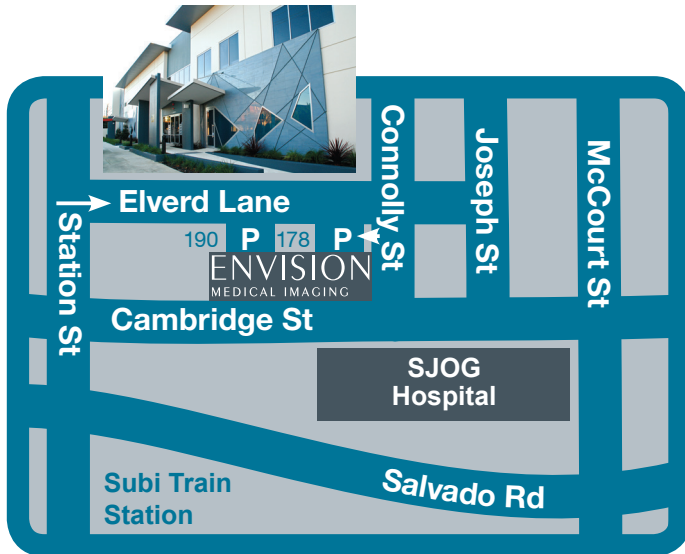 Connolly St
Joseph St
McCourt St
Elverd Lane
Station St
190 P 178 P
ENVISION
MEDICAL IMAGING
Cambridge St
SJOG
Hospital
Salvado Rd
Subi Train
Station